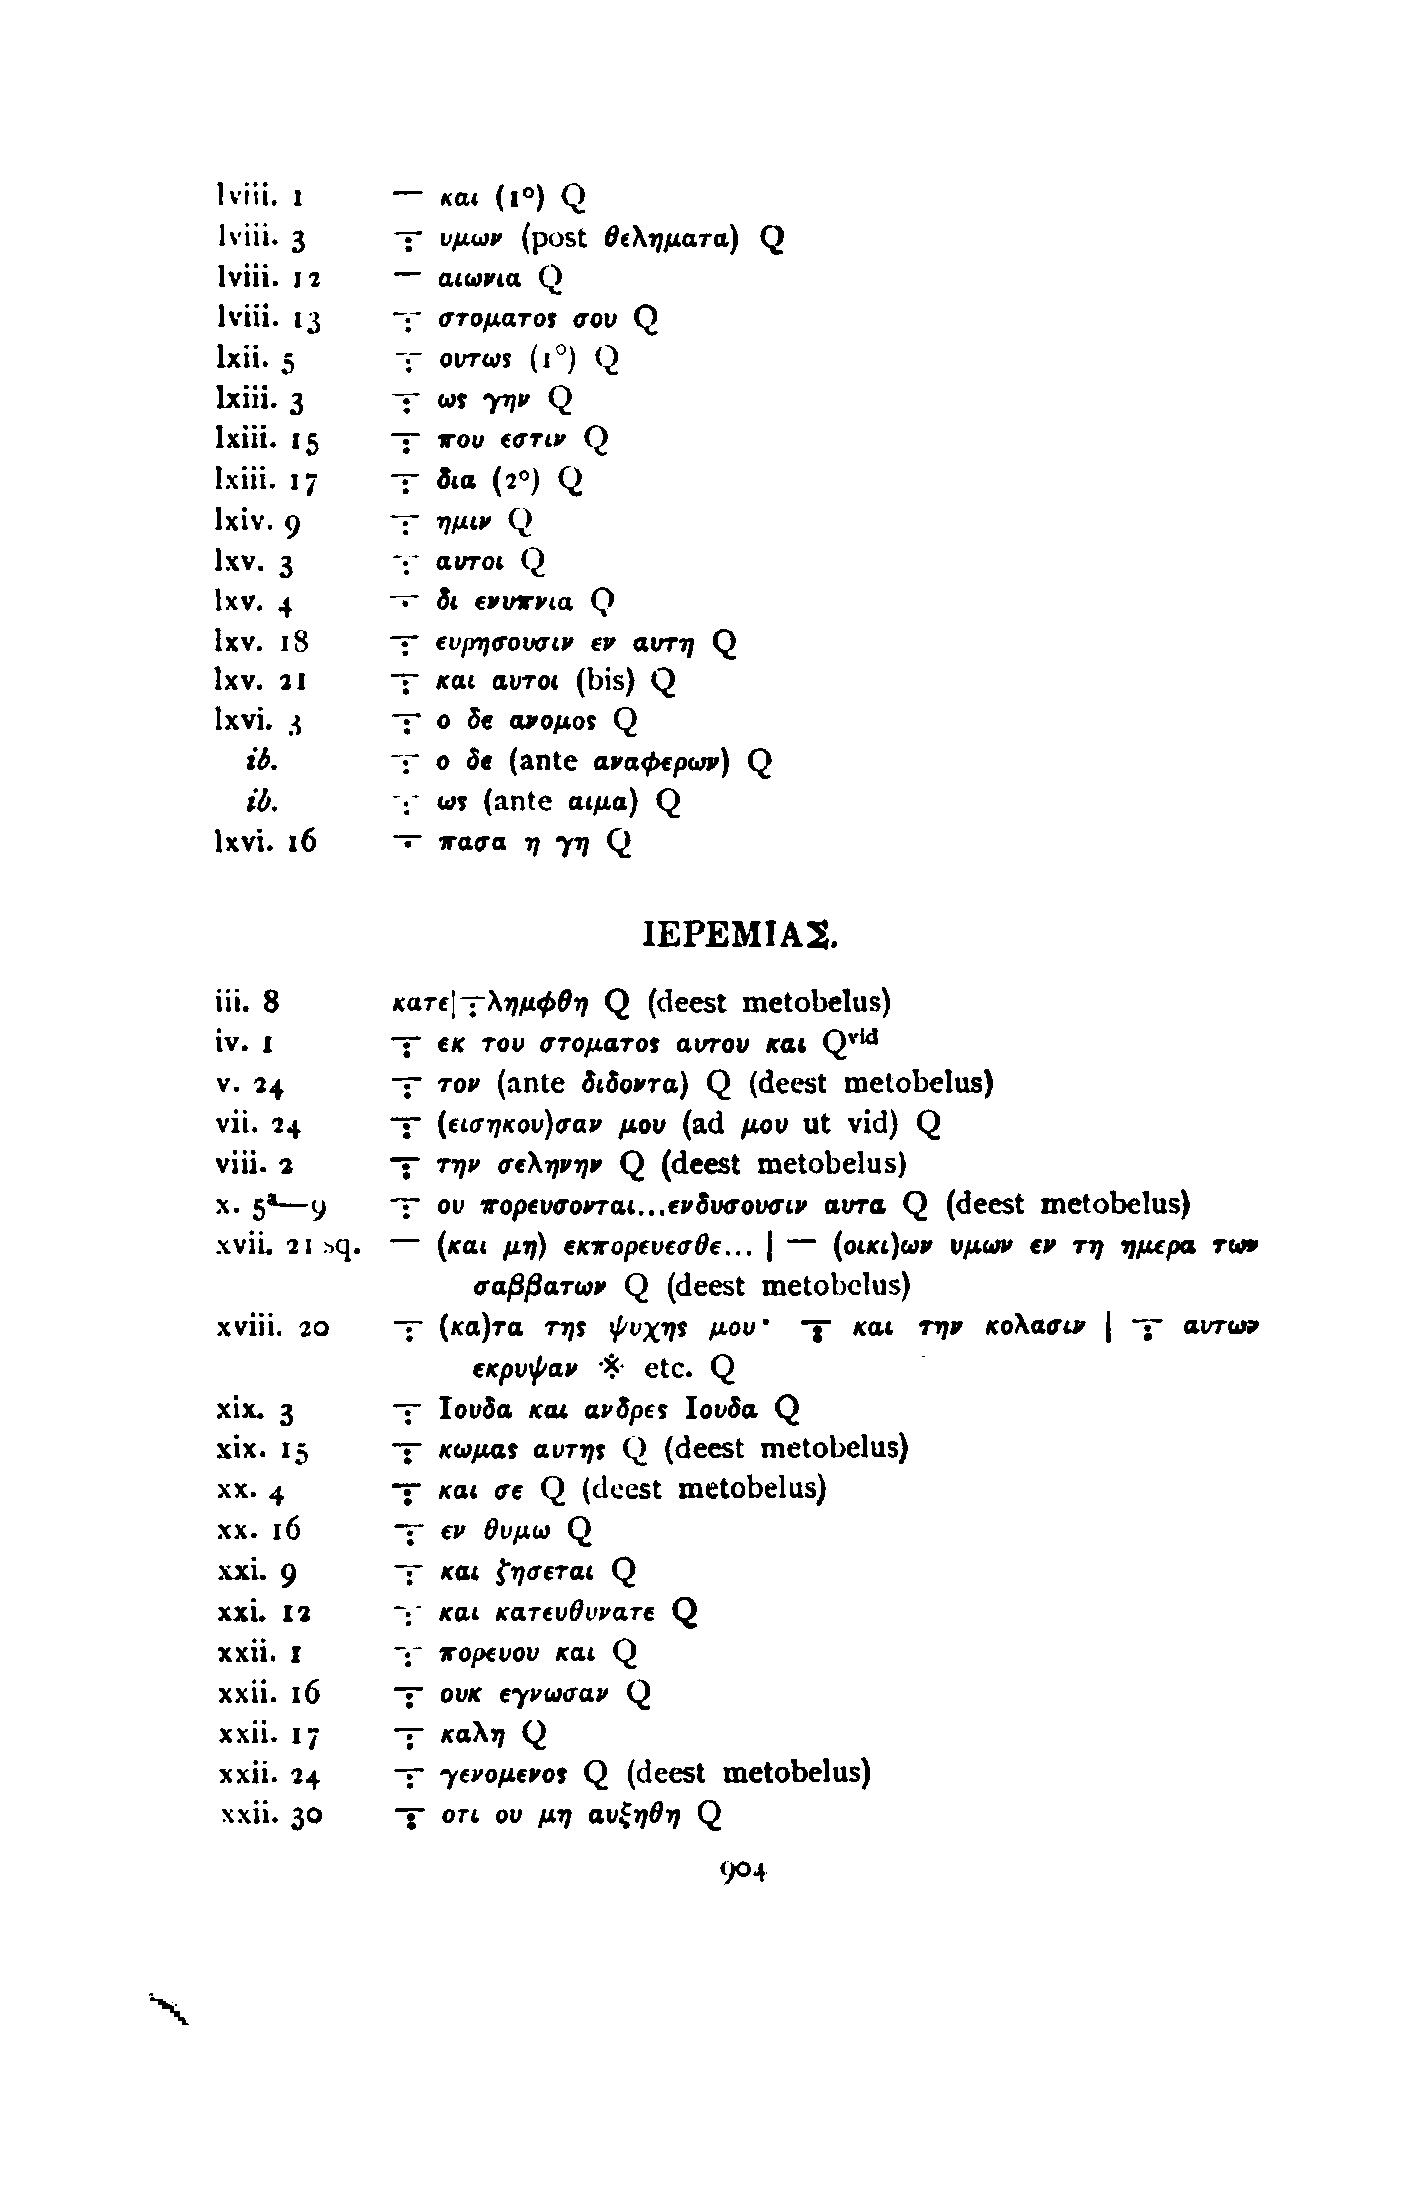 lviii. 1 — και (1°) Q
lviii. 3 ⨪ υμων (post θεληματα) Q
lviii. 12 — αιωνια Q
lviii. 13 ⨪ στοματος σου Q
lxii. 5 ⨪ ουτως (1°) Q
lxiii. 3 ⨪ ως γην Q
lxiii. 15 ⨪ που εστιν Q
lxiii. 17 ⨪ δια (2°) Q
lxiv. 9 ⨪ ημιν Q
lxv. 3 ⨪ αυτοι Q
lxv. 4 ⨪ δι ενυπνια Q
lxv. 18 ⨪ ευρησουσιν εν αυτη Q
lxv. 21 ⨪ και αυτοι (bis) Q
lxvi. 3 ⨪ ο δε ανομος Q
ib. ⨪ ο δε (ante αναφερων) Q
ib. ⨪ ως (ante αιμα) Q
lxvi. 16 ⨪ πασα η γη Q
ΙΕΡΕΜΙΑΣ.
iii. 8 κατε|⨪λημφθη Q (deest metobelus)
iv. 1 ⨪ εκ του στοματος αυτου και Qvid
v. 24 ⨪ τον (ante διδοντα) Q (deest metobelus)
vii. 24 ⨪ (εισηκου)σαν μου (ad μου ut vid) Q
viii. 2 ⨪ την σεληνην Q (deest metobelus)
x. 5ª—9 ⨪ ου πορευσονται...ενδυσουσιν αυτα Q (deest metobelus)
xvii. 21 sq. — (και μη) εκπορευεσθε... | — (οικι)ων υμων εν τη ημερα των
σαββατων Q (deest metobelus)
xviii. 20 ⨪ (κα)τα της ψυχης μου· ⨪ και την κολασιν | ⨪ αυτων
εκρυψαν ※ etc. Q
xix. 3 ⨪ Ιουδα και ανδρες Ιουδα Q
xix. 15 ⨪ κωμας αυτης Q (deest metobelus)
xx. 4 ⨪ και σε Q (deest metobelus)
xx. 16 ⨪ εν θυμω Q
xxi. 9 ⨪ και ζησεται Q
xxi. 12 ⨪ και κατευθυνατε Q
xxii. 1 ⨪ πορευου και Q
xxii. 16 ⨪ ουκ εγνωσαν Q
xxii. 17 ⨪ καλη Q
xxii. 24 ⨪ γενομενος Q (deest metobelus)
xxii. 30 ⨪ οτι ου μη αυξηθη Q
904